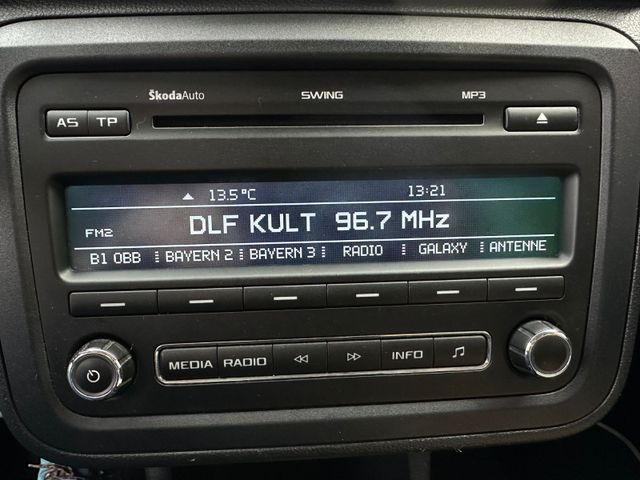 ŠkodaAuto SWING MP3
AS TP
13.5°C 13:21
FM2 DLF KULT 96.7 MHz
B1 OBB BAYERN 2 BAYERN 3 RADIO GALAXY ANTENNE
MEDIA RADIO INFO